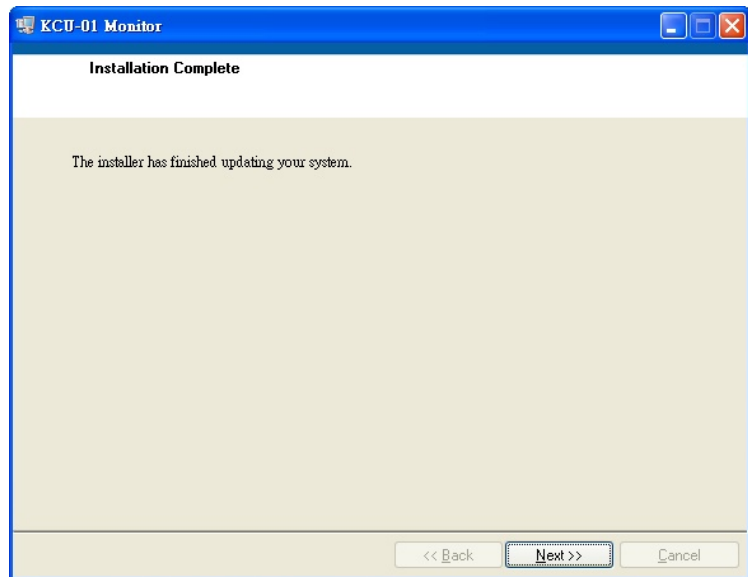 KCU-01 Monitor
Installation Complete
The installer has finished updating your system.
<< Back Next >> Cancel